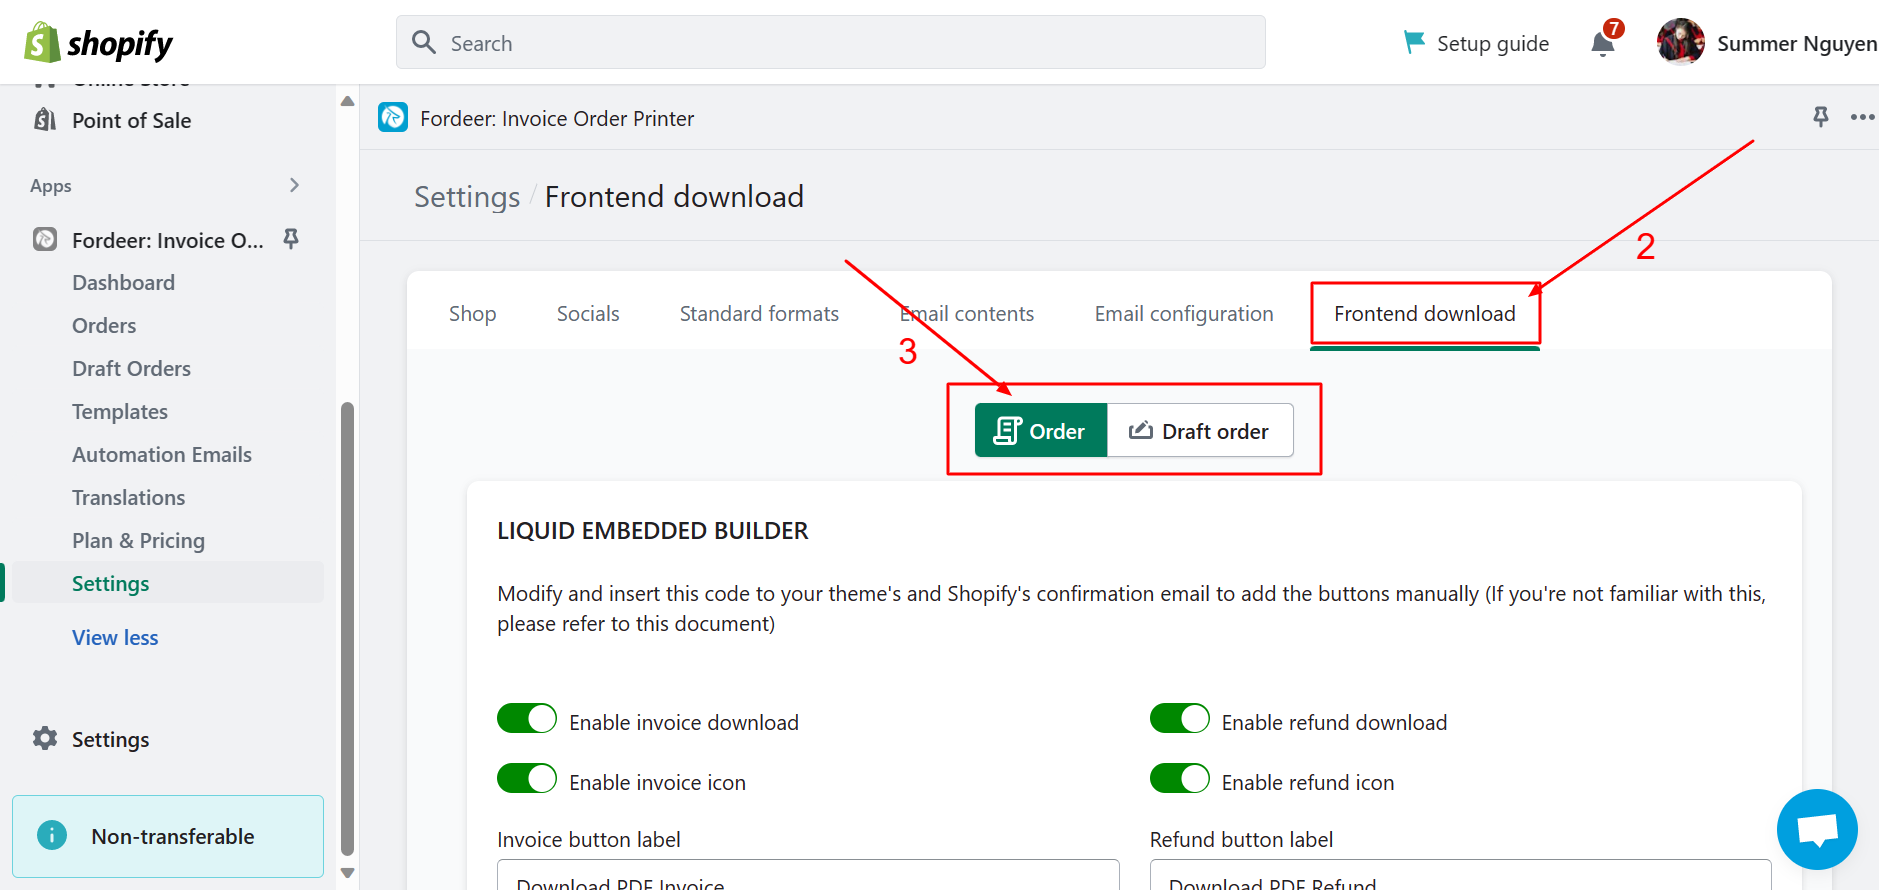 shopify
Search
Setup guide
7
Summer Nguyen
Online Store
Point of Sale
Apps
Fordeer: Invoice O...
Dashboard
Orders
Draft Orders
Templates
Automation Emails
Translations
Plan & Pricing
Settings
View less
Settings
Non-transferable
Fordeer: Invoice Order Printer
Settings / Frontend download
2
Shop Socials Standard formats Email contents Email configuration Frontend download
3
Order Draft order
LIQUID EMBEDDED BUILDER
Modify and insert this code to your theme's and Shopify's confirmation email to add the buttons manually (If you're not familiar with this,
please refer to this document)
Enable invoice download Enable refund download
Enable invoice icon Enable refund icon
Invoice button label Refund button label
Download PDF Invoice Download PDF Refund